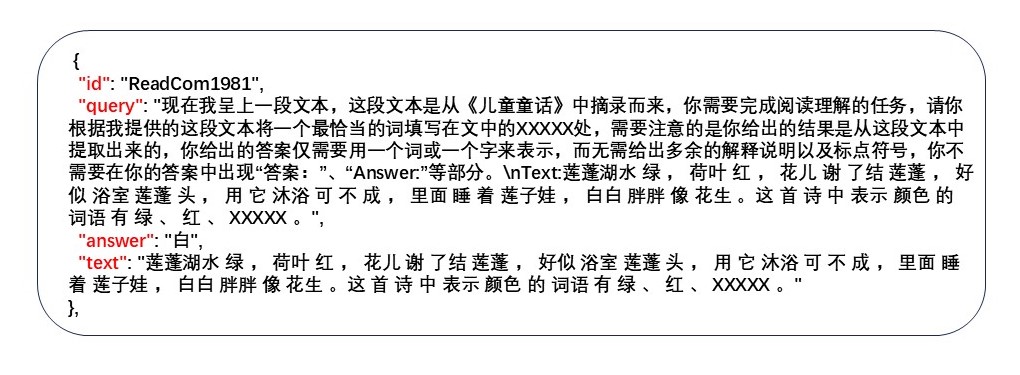 {
"id": "ReadCom1981",
"query": "现在我呈上一段文本，这段文本是从《儿童童话》中摘录而来，你需要完成阅读理解的任务，请你
根据我提供的这段文本将一个最恰当的词填写在文中的XXXXX处，需要注意的是你给出的结果是从这段文本中
提取出来的，你给出的答案仅需要用一个词或一个字来表示，而无需给出多余的解释说明以及标点符号，你不
需要在你的答案中出现“答案：”、“Answer:”等部分。\nText:莲蓬湖水 绿 ， 荷叶 红 ， 花儿 谢 了结 莲蓬 ， 好
似 浴室 莲蓬 头 ， 用 它 沐浴 可 不 成 ， 里面 睡 着 莲子娃 ， 白白 胖胖 像 花生 。这 首 诗 中 表示 颜色 的
词语 有 绿 、 红 、 XXXXX 。",
"answer": "白",
"text": "莲蓬湖水 绿 ， 荷叶 红 ， 花儿 谢 了结 莲蓬 ， 好似 浴室 莲蓬 头 ， 用 它 沐浴 可 不 成 ， 里面 睡
着 莲子娃 ， 白白 胖胖 像 花生 。这 首 诗 中 表示 颜色 的 词语 有 绿 、 红 、 XXXXX 。"
},